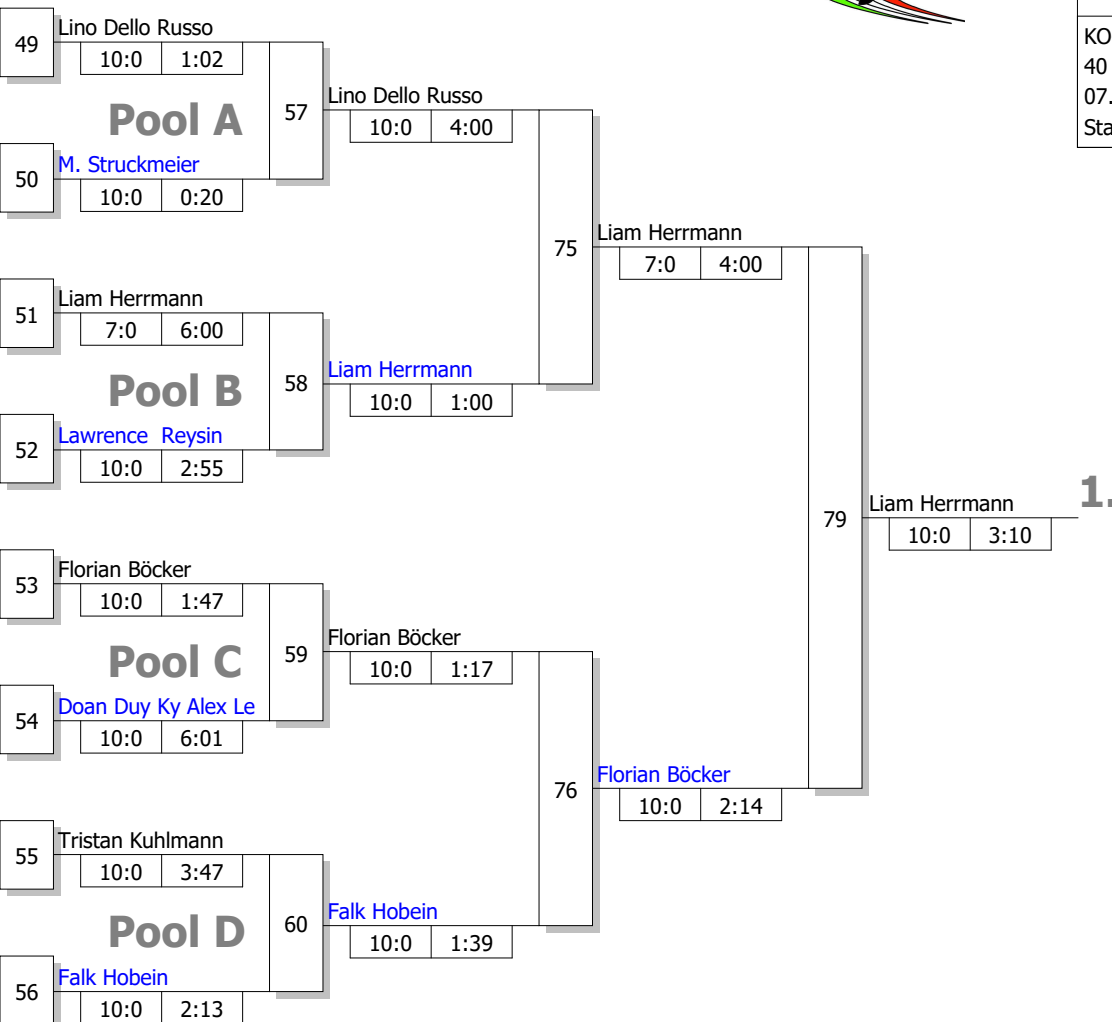 KO
40
07.
Sta
49
Lino Dello Russo
10:0 1:02
Pool A
57
Lino Dello Russo
10:0 4:00
50
M. Struckmeier
10:0 0:20
75
Liam Herrmann
7:0 4:00
51
Liam Herrmann
7:0 6:00
Pool B
58
Liam Herrmann
10:0 1:00
52
Lawrence Reysin
10:0 2:55
79
Liam Herrmann
10:0 3:10
1.
53
Florian Böcker
10:0 1:47
Pool C
59
Florian Böcker
10:0 1:17
54
Doan Duy Ky Alex Le
10:0 6:01
76
Florian Böcker
10:0 2:14
55
Tristan Kuhlmann
10:0 3:47
Pool D
60
Falk Hobein
10:0 1:39
56
Falk Hobein
10:0 2:13